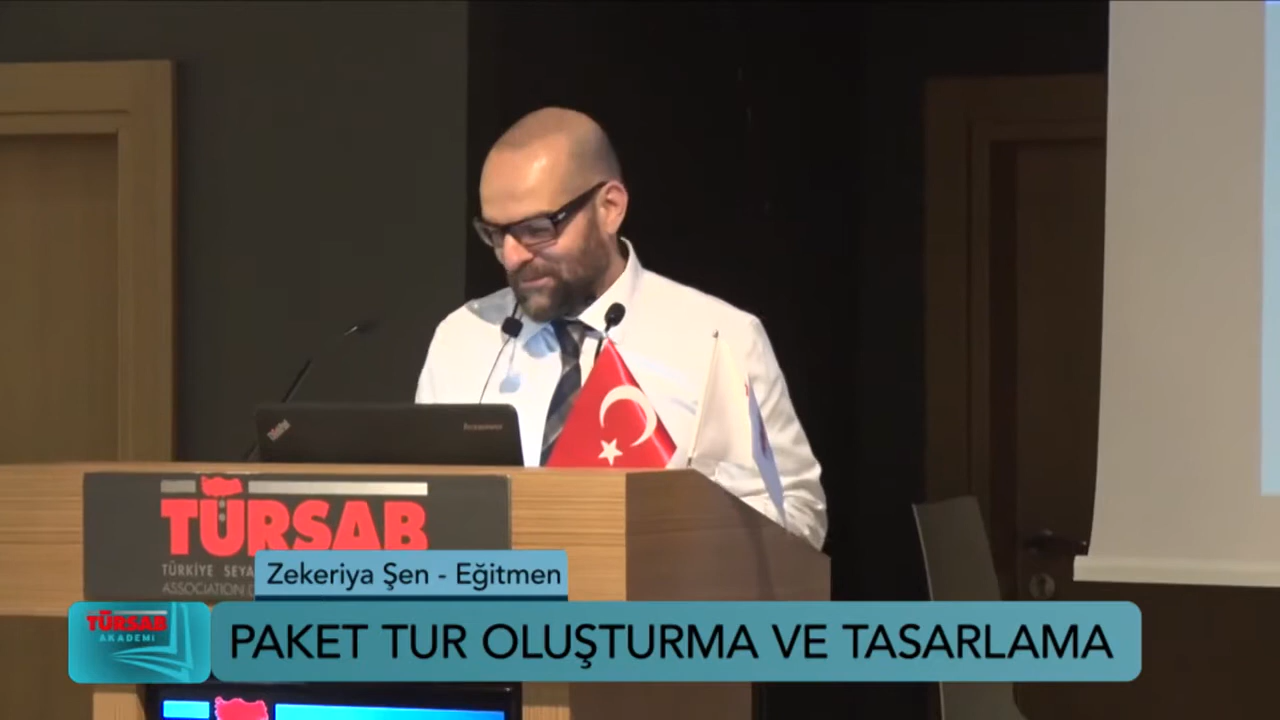 TÜRSAB
TÜRKİYE SEYA
ASSOCIATION
Zekeriya Şen - Eğitmen
TÜRSAB
AKADEMİ
PAKET TUR OLUŞTURMA VE TASARLAMA